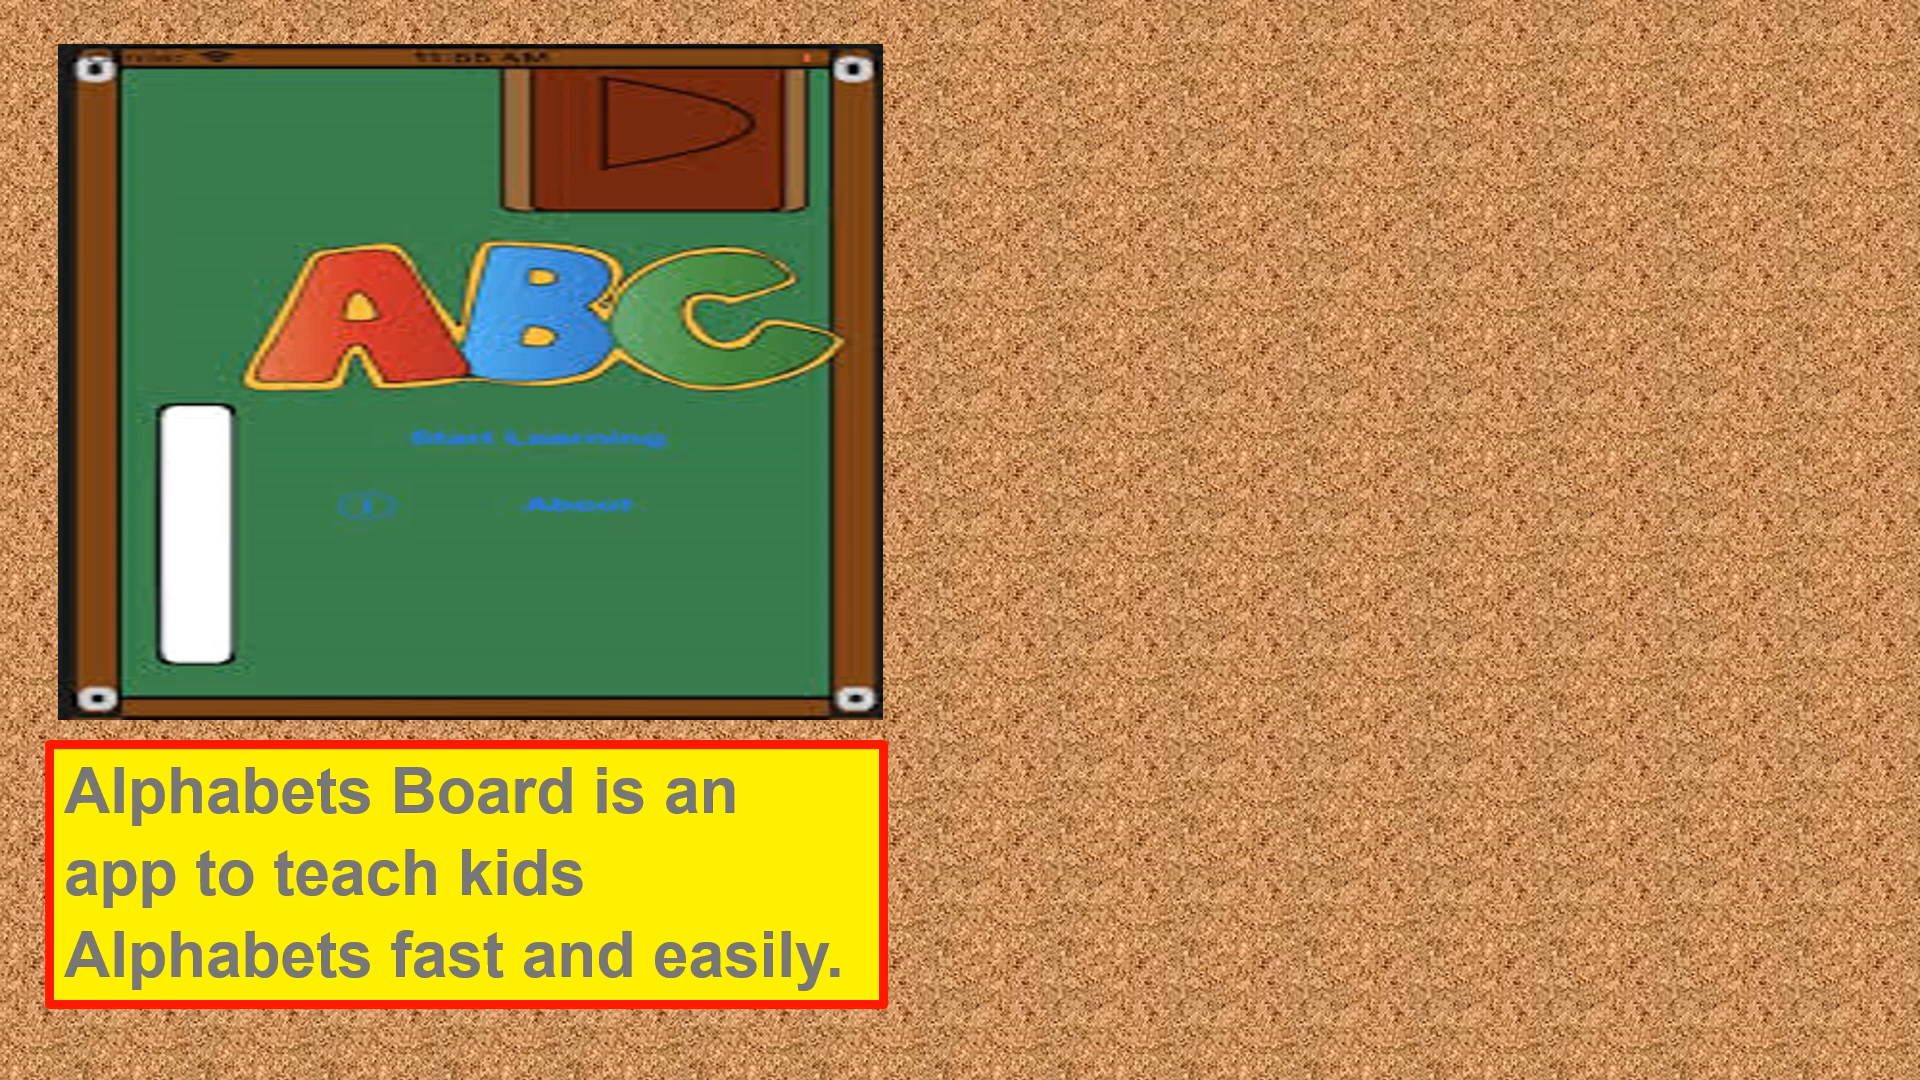 11:55 AM
ABC
Start Learning
About
Alphabets Board is an
app to teach kids
Alphabets fast and easily.